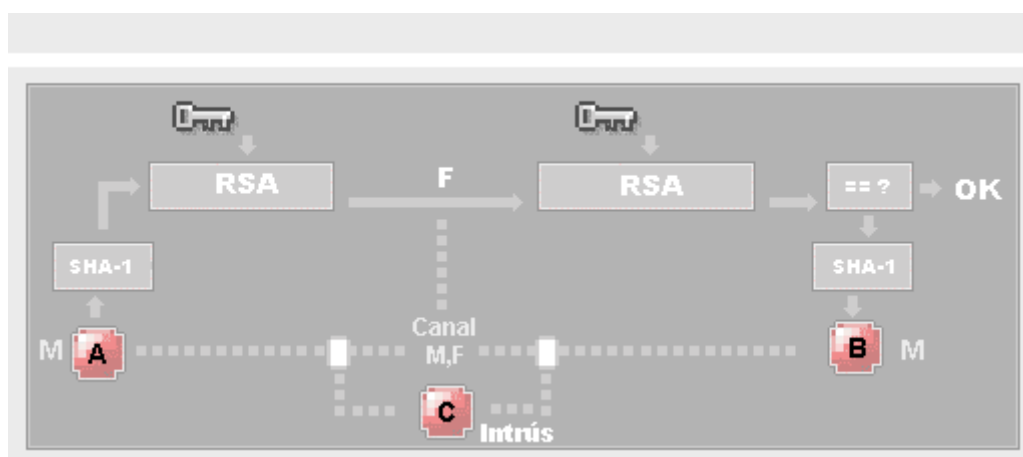 RSA
F
RSA
== ?
OK
SHA-1
SHA-1
M
A
Canal
M,F
B
M
C
Intrús